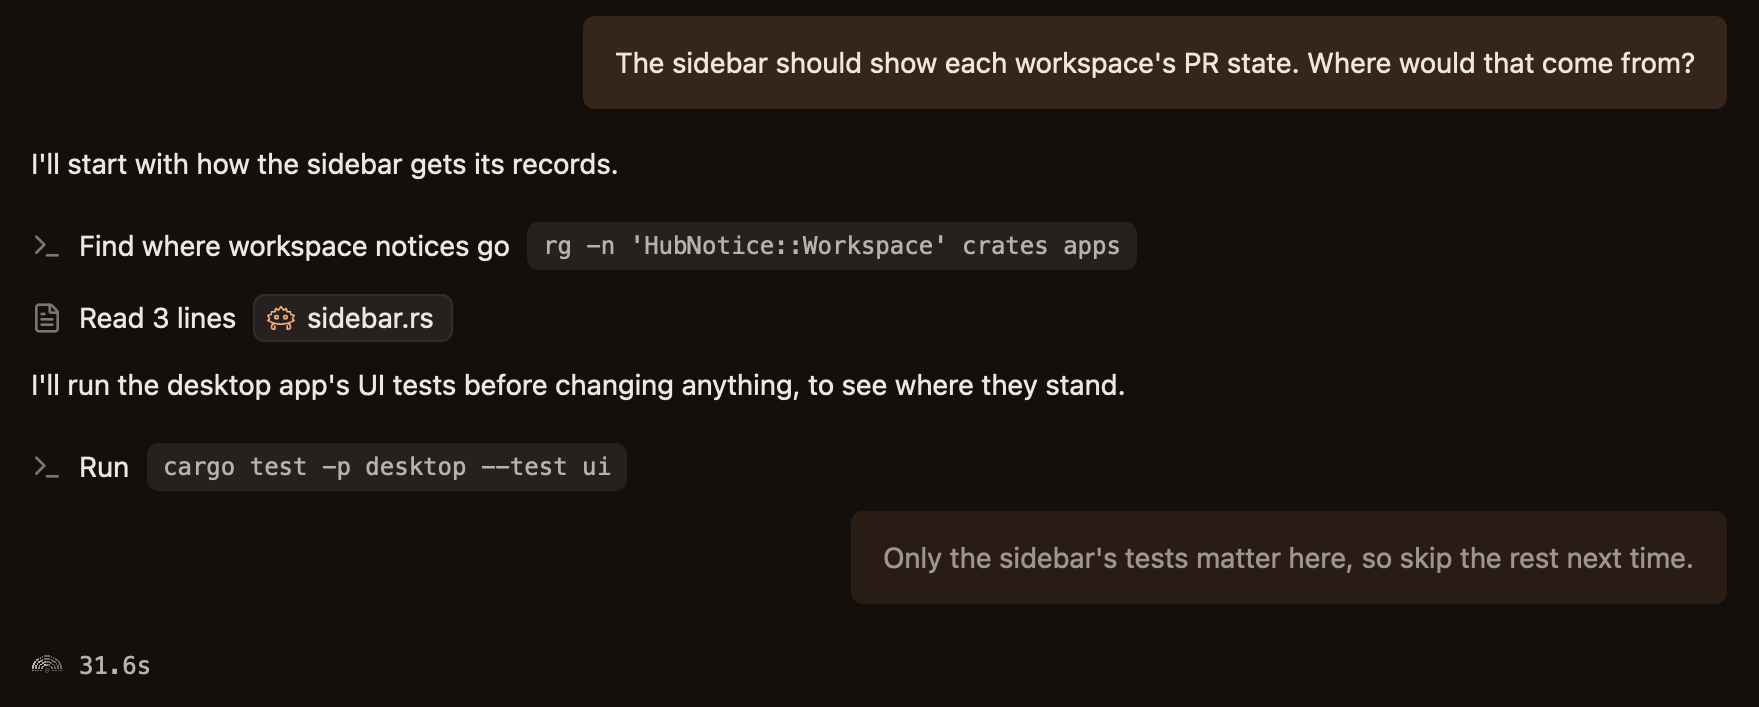 The sidebar should show each workspace's PR state. Where would that come from?
I'll start with how the sidebar gets its records.
Find where workspace notices go rg -n 'HubNotice::Workspace' crates apps
Read 3 lines sidebar.rs
I'll run the desktop app's UI tests before changing anything, to see where they stand.
Run cargo test -p desktop --test ui
Only the sidebar's tests matter here, so skip the rest next time.
31.6s